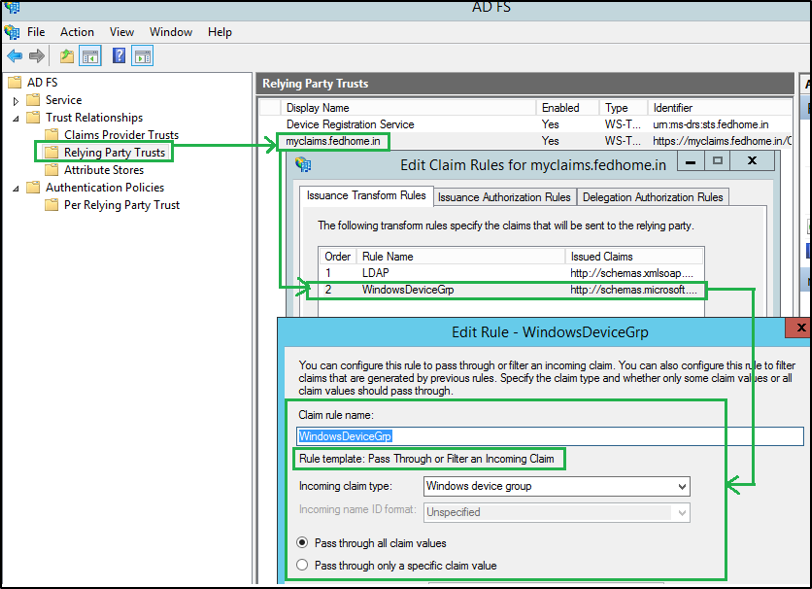 AD FS
File Action View Window Help
AD FS
Service
Trust Relationships
Claims Provider Trusts
Relying Party Trusts
Attribute Stores
Authentication Policies
Per Relying Party Trust
Relying Party Trusts
Display Name Enabled Type Identifier
Device Registration Service Yes WS-T... urn:ms-drs:sts.fedhome.in
myclaims.fedhome.in Yes WS-T... https://myclaims.fedhome.in/
Edit Claim Rules for myclaims.fedhome.in
Issuance Transform Rules Issuance Authorization Rules Delegation Authorization Rules
The following transform rules specify the claims that will be sent to the relying party.
Order Rule Name Issued Claims
1 LDAP http://schemas.xmlsoap....
2 WindowsDeviceGrp http://schemas.microsoft....
Edit Rule - WindowsDeviceGrp
You can configure this rule to pass through or filter an incoming claim. You can also configure this rule to filter
claims that are generated by previous rules. Specify the claim type and whether only some claim values or all
claim values should pass through.
Claim rule name:
WindowsDeviceGrp
Rule template: Pass Through or Filter an Incoming Claim
Incoming claim type: Windows device group
Incoming name ID format: Unspecified
Pass through all claim values
Pass through only a specific claim value